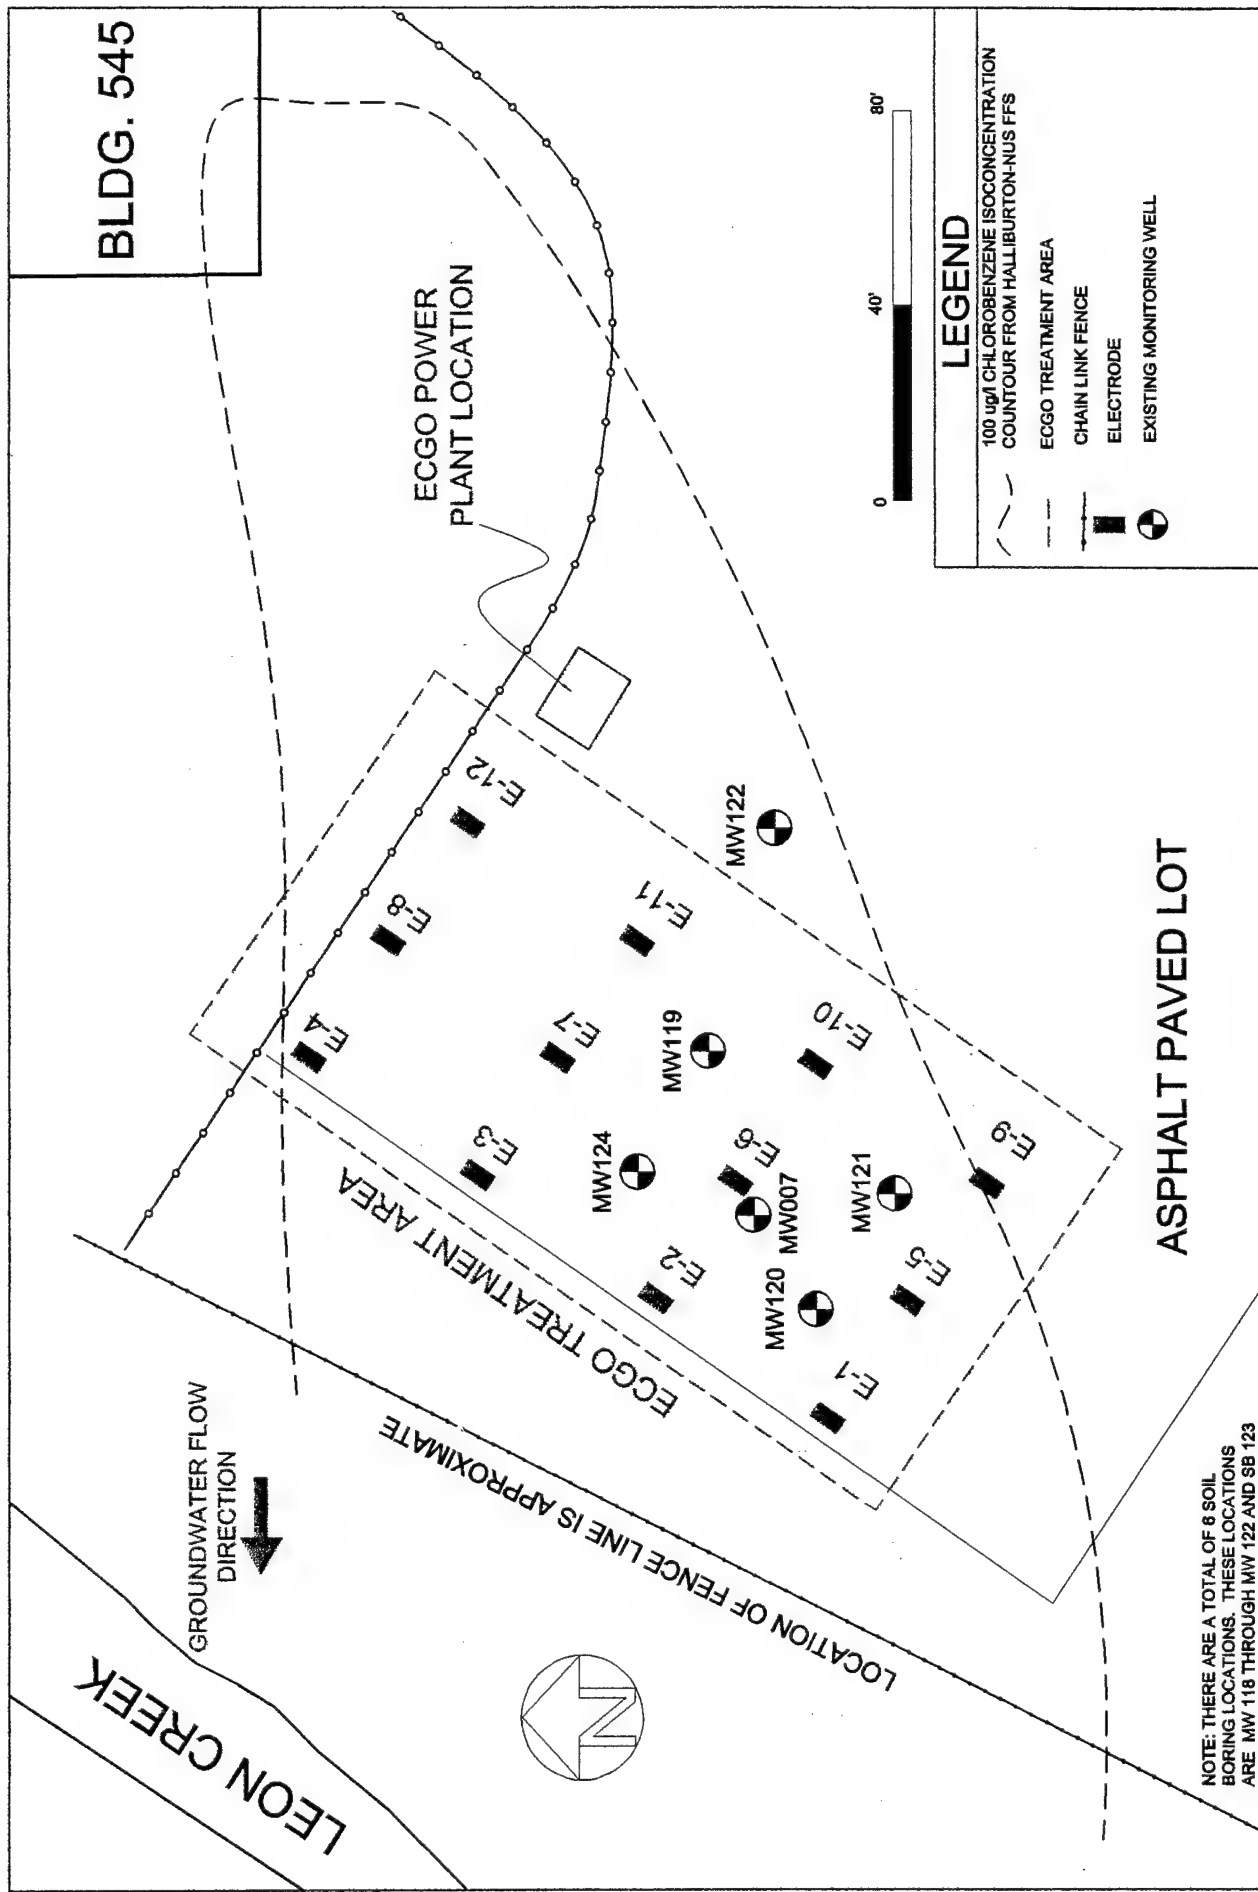 LEON CREEK
GROUNDWATER FLOW
DIRECTION
BLDG. 545
ECGO POWER
PLANT LOCATION
LOCATION OF FENCE LINE IS APPROXIMATE
ECGO TREATMENT AREA
E-4
E-8
E-12
E-3
E-7
E-11
E-2
E-6
E-10
E-1
E-5
E-9
MW124
MW119
MW122
MW007
MW120
MW121
N
ASPHALT PAVED LOT
0
40'
80'
LEGEND
100 ug/l CHLOROBENZENE ISOCONCENTRATION
COUNTOUR FROM HALLIBURTON-NUS FFS
ECGO TREATMENT AREA
CHAIN LINK FENCE
ELECTRODE
EXISTING MONITORING WELL
NOTE: THERE ARE A TOTAL OF 6 SOIL
BORING LOCATIONS. THESE LOCATIONS
ARE MW 118 THROUGH MW 122 AND SB 123